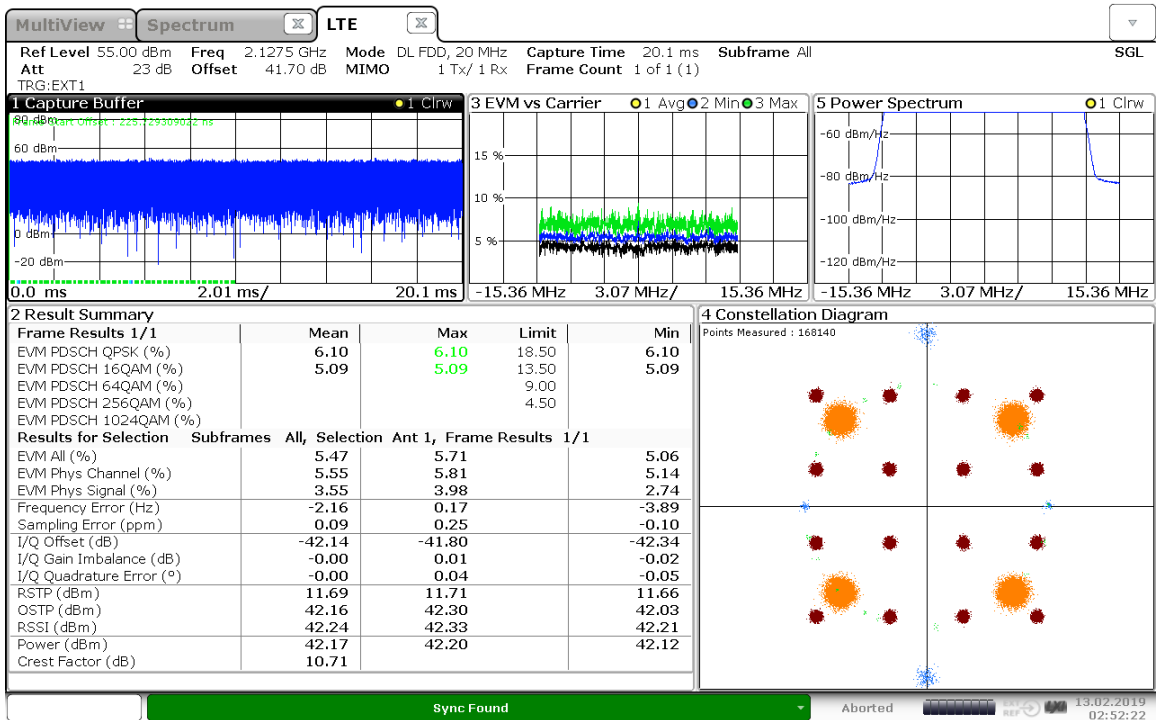 MultiView Spectrum X LTE X
Ref Level 55.00 dBm Freq 2.1275 GHz Mode DL FDD, 20 MHz Capture Time 20.1 ms Subframe All SGL
Att 23 dB Offset 41.70 dB MIMO 1 Tx/ 1 Rx Frame Count 1 of 1 (1)
TRG:EXT1
1 Capture Buffer 1 Clrw
80 dBm
60 dBm
0 dBm
-20 dBm
0.0 ms 2.01 ms/ 20.1 ms
3 EVM vs Carrier 1 Avg 2 Min 3 Max
15 %
10 %
5 %
-15.36 MHz 3.07 MHz/ 15.36 MHz
5 Power Spectrum 1 Clrw
-60 dBm/Hz
-80 dBm/Hz
-100 dBm/Hz
-120 dBm/Hz
-15.36 MHz 3.07 MHz/ 15.36 MHz
2 Result Summary
Frame Results 1/1 Mean Max Limit Min
EVM PDSCH QPSK (%) 6.10 6.10 18.50 6.10
EVM PDSCH 16QAM (%) 5.09 5.09 13.50 5.09
EVM PDSCH 64QAM (%) 9.00
EVM PDSCH 256QAM (%) 4.50
EVM PDSCH 1024QAM (%)
Results for Selection Subframes All, Selection Ant 1, Frame Results 1/1
EVM All (%) 5.47 5.71 5.06
EVM Phys Channel (%) 5.55 5.81 5.14
EVM Phys Signal (%) 3.55 3.98 2.74
Frequency Error (Hz) -2.16 0.17 -3.89
Sampling Error (ppm) 0.09 0.25 -0.10
I/Q Offset (dB) -42.14 -41.80 -42.34
I/Q Gain Imbalance (dB) -0.00 0.01 -0.02
I/Q Quadrature Error (°) -0.00 0.04 -0.05
RSTP (dBm) 11.69 11.71 11.66
OSTP (dBm) 42.16 42.30 42.03
RSSI (dBm) 42.24 42.33 42.21
Power (dBm) 42.17 42.20 42.12
Crest Factor (dB) 10.71
4 Constellation Diagram
Points Measured : 168140
Sync Found Aborted EXT REF 13.02.2019
02:52:22